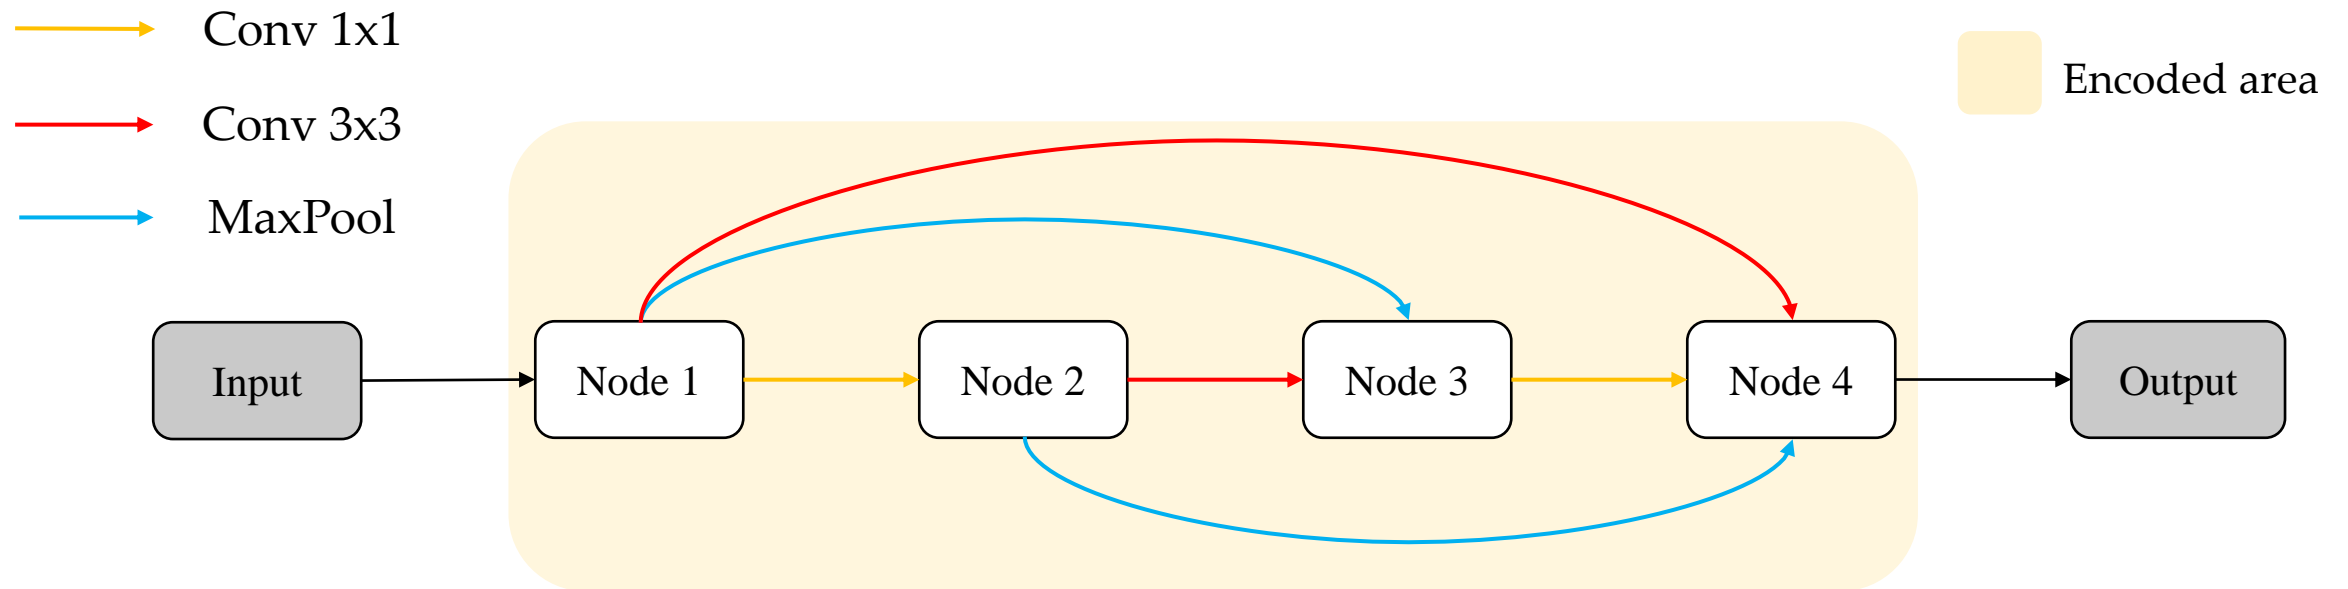 Conv 1x1
Conv 3x3
MaxPool
Encoded area
Input
Node 1
Node 2
Node 3
Node 4
Output